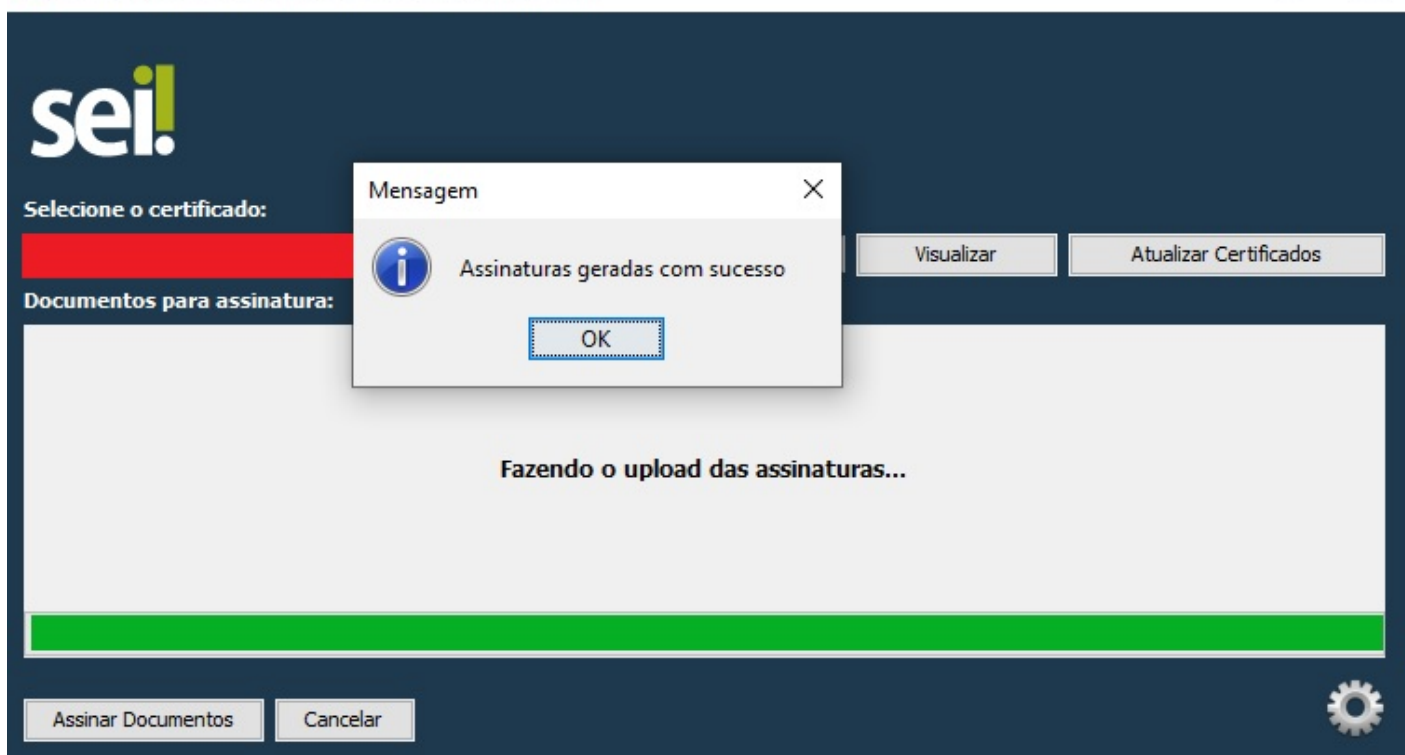 sei!
Mensagem
Selecione o certificado:
Assinaturas geradas com sucesso
Visualizar
Atualizar Certificados
Documentos para assinatura:
OK
Fazendo o upload das assinaturas...
Assinar Documentos
Cancelar